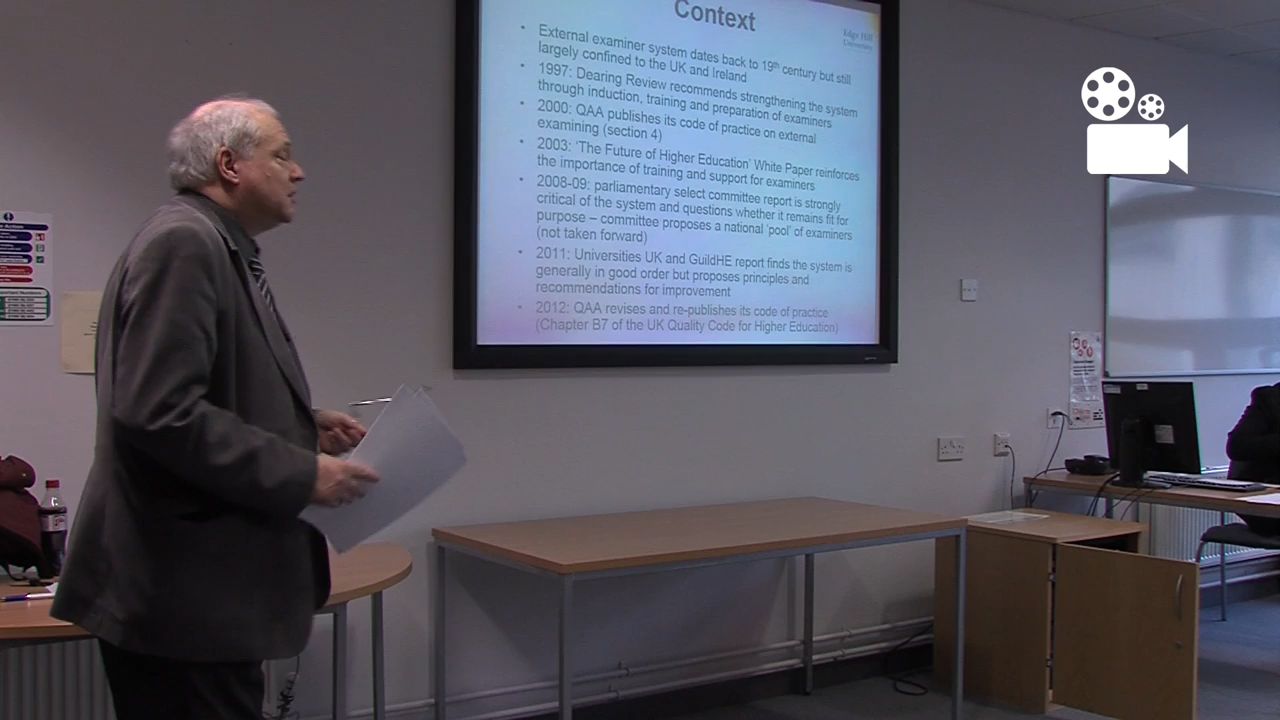 Context
Edge Hill
University
• External examiner system dates back to 19th century but still
largely confined to the UK and Ireland
• 1997: Dearing Review recommends strengthening the system
through induction, training and preparation of examiners
• 2000: QAA publishes its code of practice on external
examining (section 4)
• 2003: ‘The Future of Higher Education’ White Paper reinforces
the importance of training and support for examiners
• 2008-09: parliamentary select committee report is strongly
critical of the system and questions whether it remains fit for
purpose – committee proposes a national ‘pool’ of examiners
(not taken forward)
• 2011: Universities UK and GuildHE report finds the system is
generally in good order but proposes principles and
recommendations for improvement
• 2012: QAA revises and re-publishes its code of practice
(Chapter B7 of the UK Quality Code for Higher Education)
Action